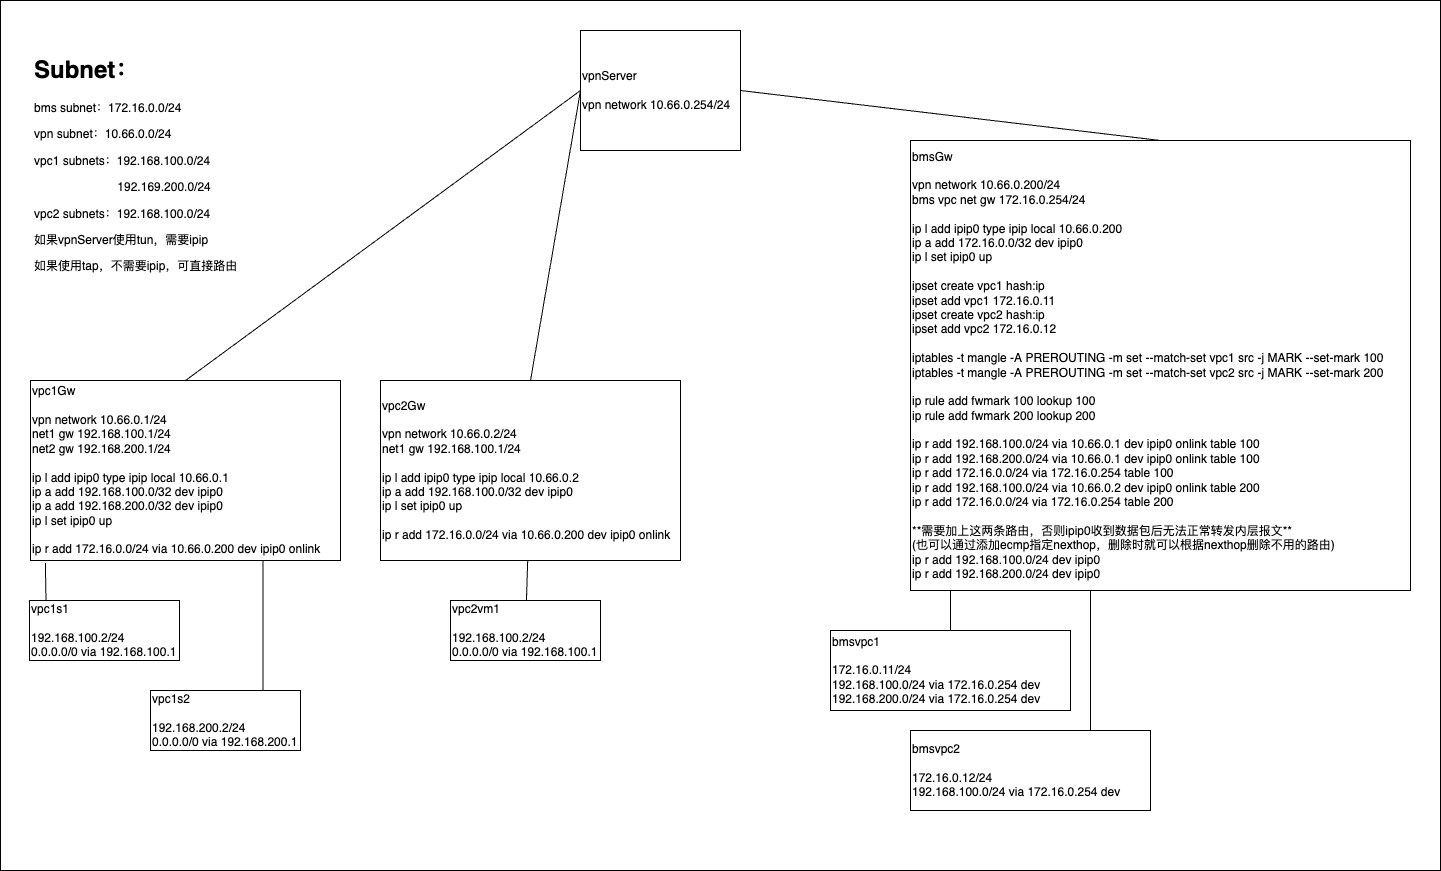 Subnet：
bms subnet：172.16.0.0/24
vpn subnet：10.66.0.0/24
vpc1 subnets：192.168.100.0/24
192.169.200.0/24
vpc2 subnets：192.168.100.0/24
如果vpnServer使用tun，需要ipip
如果使用tap，不需要ipip，可直接路由
vpnServer
vpn network 10.66.0.254/24
bmsGw
vpn network 10.66.0.200/24
bms vpc net gw 172.16.0.254/24
ip l add ipip0 type ipip local 10.66.0.200
ip a add 172.16.0.0/32 dev ipip0
ip l set ipip0 up
ipset create vpc1 hash:ip
ipset add vpc1 172.16.0.11
ipset create vpc2 hash:ip
ipset add vpc2 172.16.0.12
iptables -t mangle -A PREROUTING -m set --match-set vpc1 src -j MARK --set-mark 100
iptables -t mangle -A PREROUTING -m set --match-set vpc2 src -j MARK --set-mark 200
ip rule add fwmark 100 lookup 100
ip rule add fwmark 200 lookup 200
ip r add 192.168.100.0/24 via 10.66.0.1 dev ipip0 onlink table 100
ip r add 192.168.200.0/24 via 10.66.0.1 dev ipip0 onlink table 100
ip r add 172.16.0.0/24 via 172.16.0.254 table 100
ip r add 192.168.100.0/24 via 10.66.0.2 dev ipip0 onlink table 200
ip r add 172.16.0.0/24 via 172.16.0.254 table 200
**需要加上这两条路由，否则ipip0收到数据包后无法正常转发内层报文**
(也可以通过添加ecmp指定nexthop，删除时就可以根据nexthop删除不用的路由)
ip r add 192.168.100.0/24 dev ipip0
ip r add 192.168.200.0/24 dev ipip0
vpc1Gw
vpn network 10.66.0.1/24
net1 gw 192.168.100.1/24
net2 gw 192.168.200.1/24
ip l add ipip0 type ipip local 10.66.0.1
ip a add 192.168.100.0/32 dev ipip0
ip a add 192.168.200.0/32 dev ipip0
ip l set ipip0 up
ip r add 172.16.0.0/24 via 10.66.0.200 dev ipip0 onlink
vpc2Gw
vpn network 10.66.0.2/24
net1 gw 192.168.100.1/24
ip l add ipip0 type ipip local 10.66.0.2
ip a add 192.168.100.0/32 dev ipip0
ip l set ipip0 up
ip r add 172.16.0.0/24 via 10.66.0.200 dev ipip0 onlink
vpc1s1
192.168.100.2/24
0.0.0.0/0 via 192.168.100.1
vpc1s2
192.168.200.2/24
0.0.0.0/0 via 192.168.200.1
vpc2vm1
192.168.100.2/24
0.0.0.0/0 via 192.168.100.1
bmsvpc1
172.16.0.11/24
192.168.100.0/24 via 172.16.0.254 dev
192.168.200.0/24 via 172.16.0.254 dev
bmsvpc2
172.16.0.12/24
192.168.100.0/24 via 172.16.0.254 dev